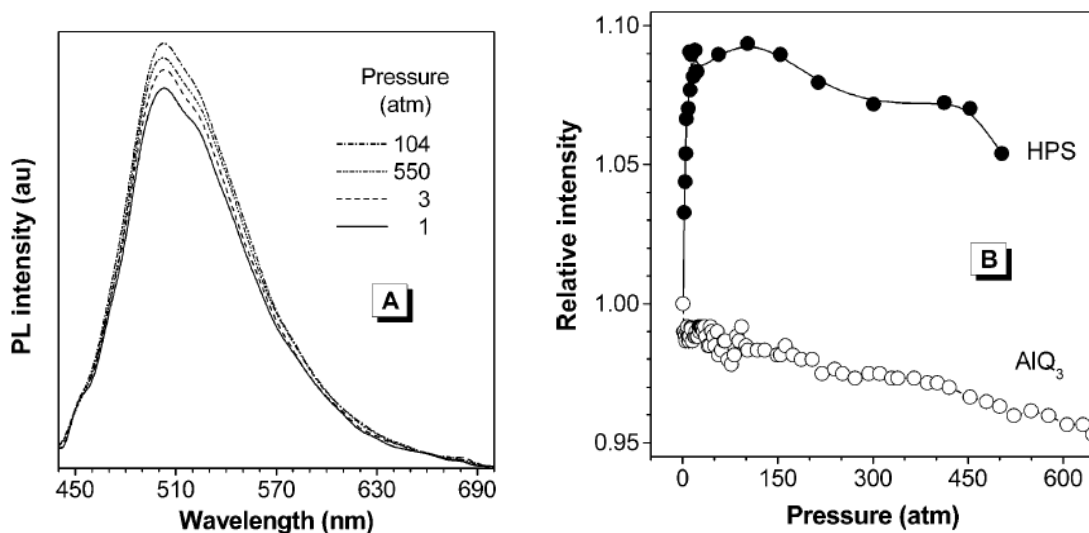 PL intensity (au)
Pressure
(atm)
104
550
3
1
A
450 510 570 630 690
Wavelength (nm)
B
Relative intensity
1.10
1.05
1.00
0.95
HPS
B
AlQ3
0 150 300 450 600
Pressure (atm)